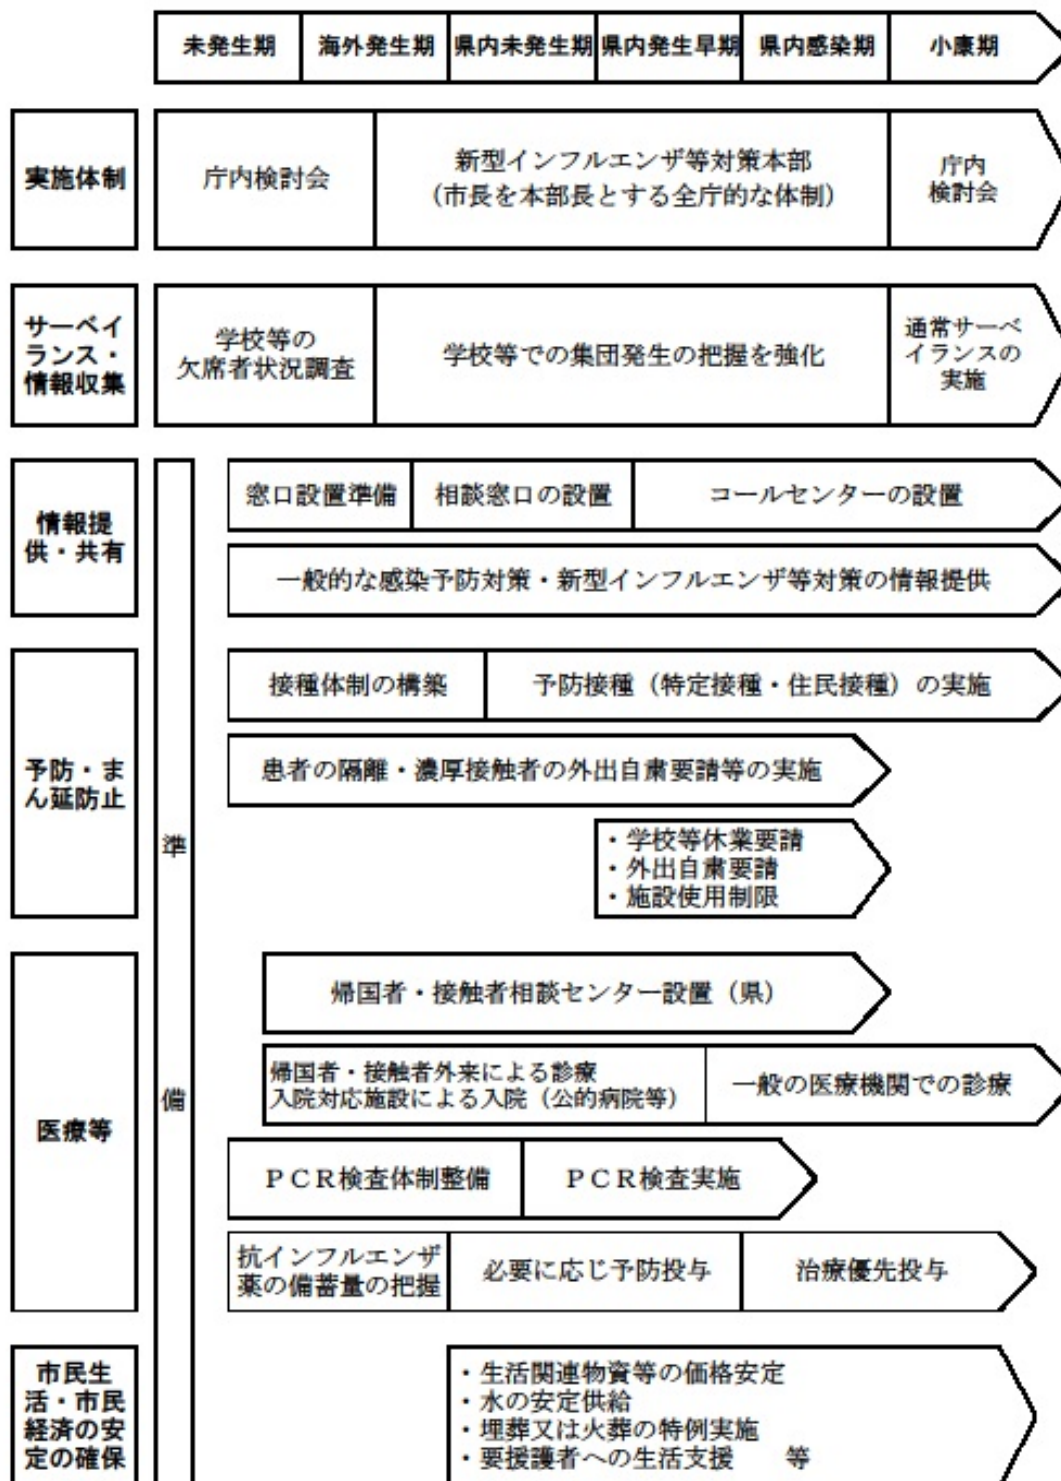 未発生期
海外発生期
県内未発生期
県内発生早期
県内感染期
小康期
実施体制
庁内検討会
新型インフルエンザ等対策本部
（市長を本部長とする全庁的な体制）
庁内
検討会
サーベイ
ランス・
情報収集
学校等の
欠席者状況調査
学校等での集団発生の把握を強化
通常サーベ
イランスの
実施
準
備
情報提
供・共有
窓口設置準備
相談窓口の設置
コールセンターの設置
一般的な感染予防対策・新型インフルエンザ等対策の情報提供
予防・ま
ん延防止
接種体制の構築
予防接種（特定接種・住民接種）の実施
患者の隔離・濃厚接触者の外出自粛要請等の実施
・学校等休業要請
・外出自粛要請
・施設使用制限
医療等
帰国者・接触者相談センター設置（県）
帰国者・接触者外来による診療
入院対応施設による入院（公的病院等）
一般の医療機関での診療
ＰＣＲ検査体制整備
ＰＣＲ検査実施
抗インフルエンザ
薬の備蓄量の把握
必要に応じ予防投与
治療優先投与
市民生
活・市民
経済の安
定の確保
・生活関連物資等の価格安定
・水の安定供給
・埋葬又は火葬の特例実施
・要援護者への生活支援　　等